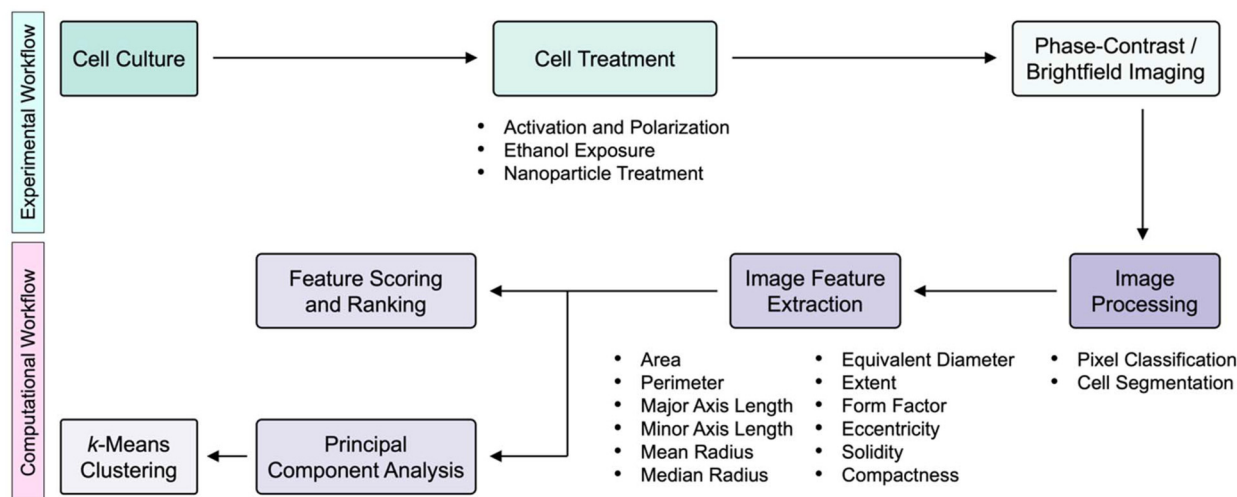 Experimental Workflow
Cell Culture
Cell Treatment
Phase-Contrast /
Brightfield Imaging
• Activation and Polarization
• Ethanol Exposure
• Nanoparticle Treatment
Computational Workflow
Feature Scoring
and Ranking
Image Feature
Extraction
Image
Processing
• Area
• Perimeter
• Major Axis Length
• Minor Axis Length
• Mean Radius
• Median Radius
• Equivalent Diameter
• Extent
• Form Factor
• Eccentricity
• Solidity
• Compactness
• Pixel Classification
• Cell Segmentation
k-Means
Clustering
Principal
Component Analysis